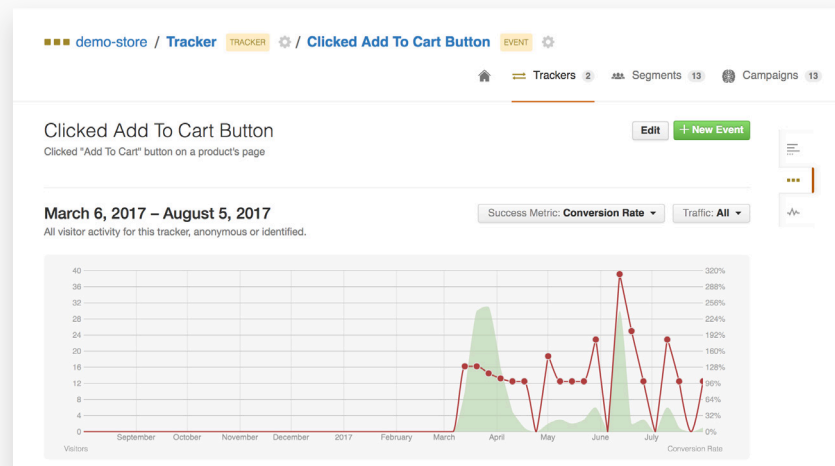 demo-store / Tracker TRACKER / Clicked Add To Cart Button EVENT
Trackers 2 Segments 13 Campaigns 13
Clicked Add To Cart Button
Edit + New Event
Clicked "Add To Cart" button on a product's page
March 6, 2017 – August 5, 2017
Success Metric: Conversion Rate Traffic: All
All visitor activity for this tracker, anonymous or identified.
40 320%
36 288%
32 256%
28 224%
24 192%
20 160%
16 128%
12 96%
8 64%
4 32%
0 0%
September October November December 2017 February March April May June July
Visitors Conversion Rate